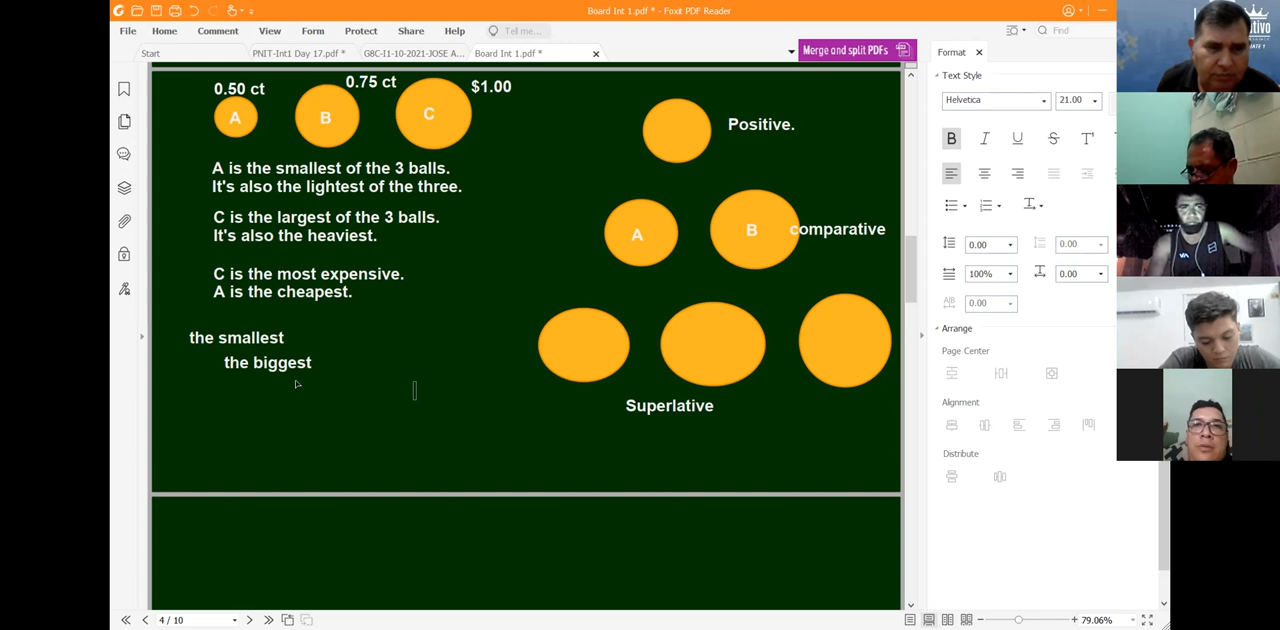 Board Int 1.pdf * - Foxit PDF Reader
File Home Comment View Form Protect Share Help Tell me... Find
Start PNIT-Int1 Day 17.pdf * G8C-I1-10-2021-JOSE A... Board Int 1.pdf * Merge and split PDFs
Format
Text Style
Helvetica 21.00
0.00 0.00
100% 0.00
0.00
Arrange
Page Center
Alignment
Distribute
0.50 ct 0.75 ct $1.00
A B C
A is the smallest of the 3 balls.
It's also the lightest of the three.
C is the largest of the 3 balls.
It's also the heaviest.
C is the most expensive.
A is the cheapest.
the smallest
the biggest
Positive.
A B comparative
Superlative
4 / 10 79.06%